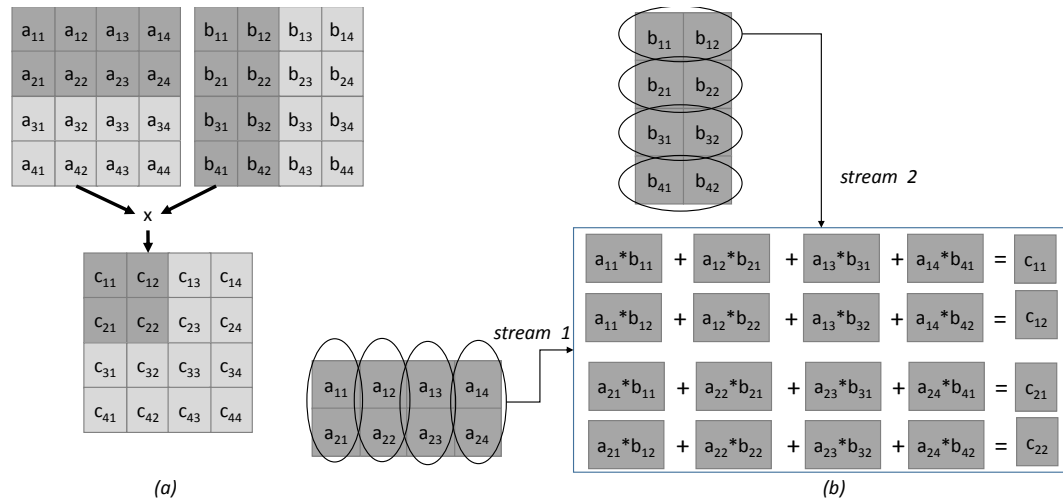 a11 a12 a13 a14 b11 b12 b13 b14
a21 a22 a23 a24 b21 b22 b23 b24
a31 a32 a33 a34 b31 b32 b33 b34
a41 a42 a43 a44 b41 b42 b43 b44
x
c11 c12 c13 c14
c21 c22 c23 c24
c31 c32 c33 c34
c41 c42 c43 c44
(a)
b11 b12
b21 b22
b31 b32
b41 b42
stream 2
stream 1
a11 a12 a13 a14
a21 a22 a23 a24
a11*b11 + a12*b21 + a13*b31 + a14*b41 = c11
a11*b12 + a12*b22 + a13*b32 + a14*b42 = c12
a21*b11 + a22*b21 + a23*b31 + a24*b41 = c21
a21*b12 + a22*b22 + a23*b32 + a24*b42 = c22
(b)